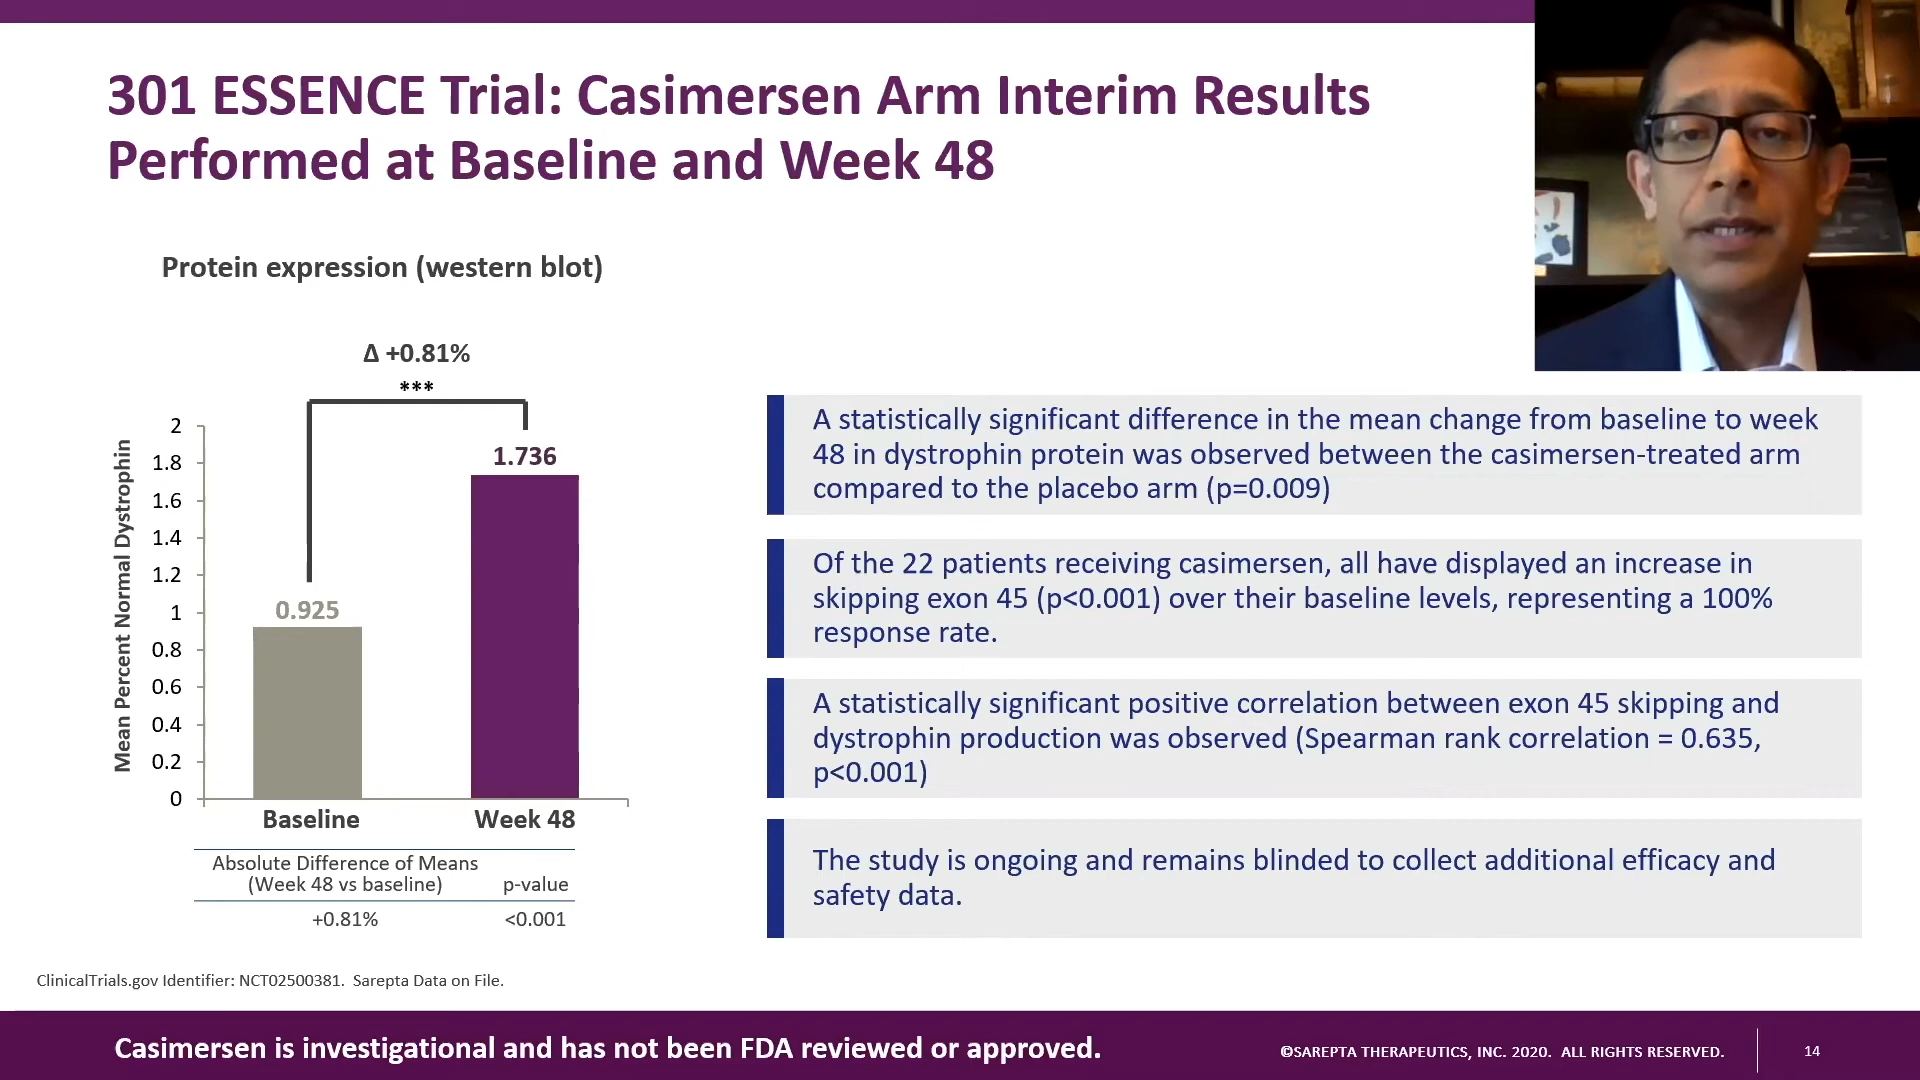 301 ESSENCE Trial: Casimersen Arm Interim Results
Performed at Baseline and Week 48
Protein expression (western blot)
Δ +0.81%
***
Mean Percent Normal Dystrophin
2
1.8
1.6
1.4
1.2
1
0.8
0.6
0.4
0.2
0
0.925
1.736
Baseline
Week 48
Absolute Difference of Means
(Week 48 vs baseline) p-value
+0.81% <0.001
A statistically significant difference in the mean change from baseline to week
48 in dystrophin protein was observed between the casimersen-treated arm
compared to the placebo arm (p=0.009)
Of the 22 patients receiving casimersen, all have displayed an increase in
skipping exon 45 (p<0.001) over their baseline levels, representing a 100%
response rate.
A statistically significant positive correlation between exon 45 skipping and
dystrophin production was observed (Spearman rank correlation = 0.635,
p<0.001)
The study is ongoing and remains blinded to collect additional efficacy and
safety data.
ClinicalTrials.gov Identifier: NCT02500381. Sarepta Data on File.
Casimersen is investigational and has not been FDA reviewed or approved.
©SAREPTA THERAPEUTICS, INC. 2020. ALL RIGHTS RESERVED.
14